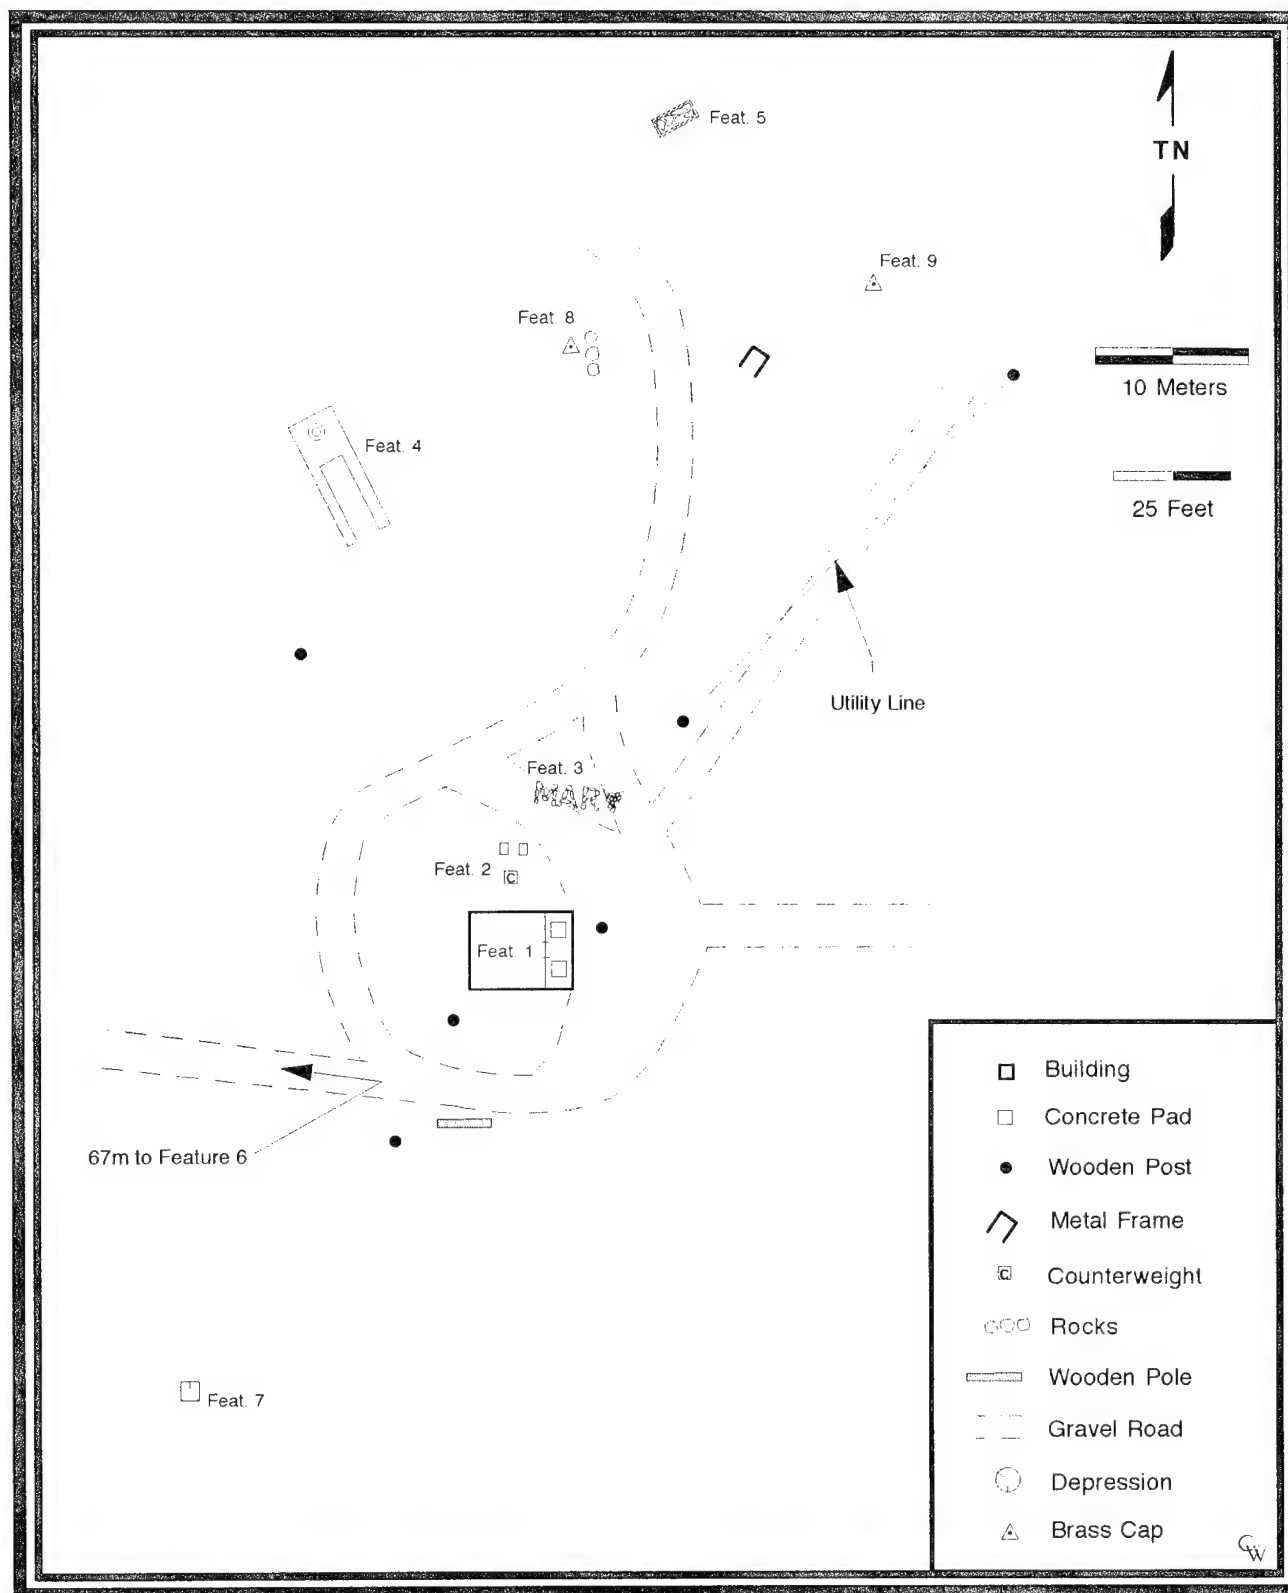 Feat. 5
TN
Feat. 9
Feat. 8
10 Meters
Feat. 4
25 Feet
Utility Line
Feat. 3
MARY
Feat. 2
C
Feat. 1
67m to Feature 6
Feat. 7
Building
Concrete Pad
Wooden Post
Metal Frame
C Counterweight
Rocks
Wooden Pole
Gravel Road
Depression
Brass Cap
CW